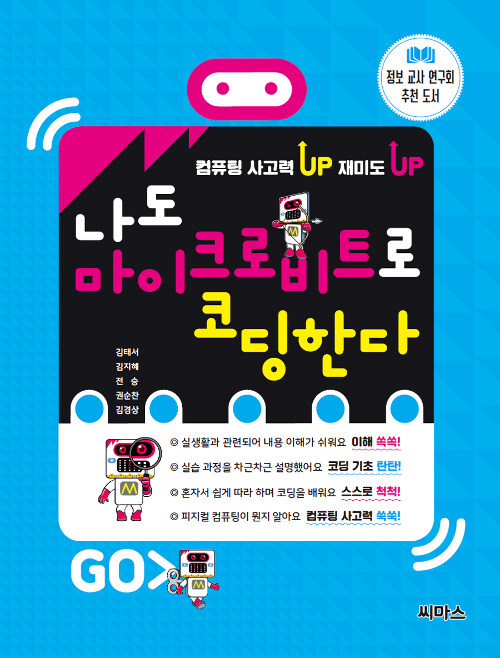 정보 교사 연구회
추천 도서
컴퓨팅 사고력 UP 재미도 UP
나도
마이크로비트로
코딩한다
김태서
김지혜
전 승
권순찬
김경상
◎ 실생활과 관련되어 내용 이해가 쉬워요 이해 쏙쏙!
◎ 실습 과정을 차근차근 설명했어요 코딩 기초 탄탄!
◎ 혼자서 쉽게 따라 하며 코딩을 배워요 스스로 척척!
◎ 피지컬 컴퓨팅이 뭔지 알아요 컴퓨팅 사고력 쑥쑥!
GO>
씨마스